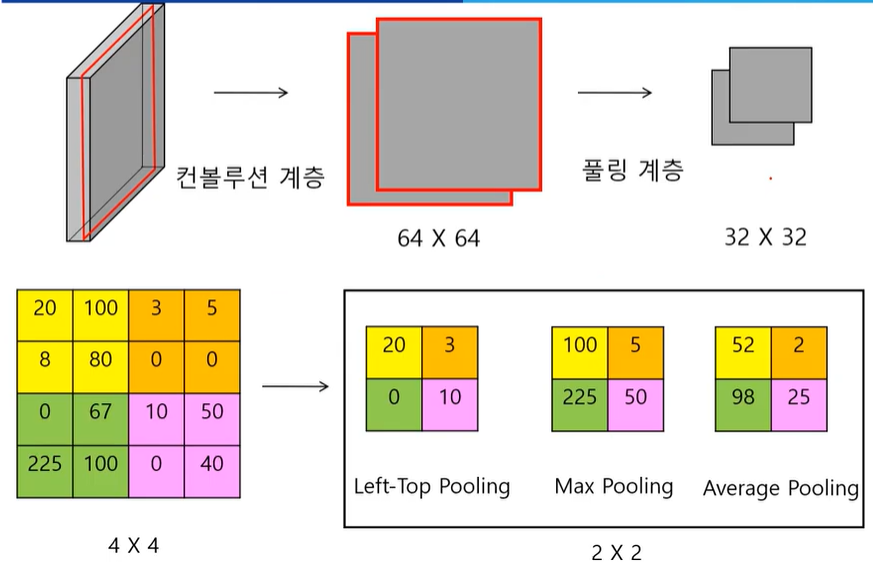 컨볼루션 계층
풀링 계층
64 X 64
32 X 32
20 100 3 5
8 80 0 0
0 67 10 50
225 100 0 40
4 X 4
20 3
0 10
Left-Top Pooling
100 5
225 50
Max Pooling
52 2
98 25
Average Pooling
2 X 2